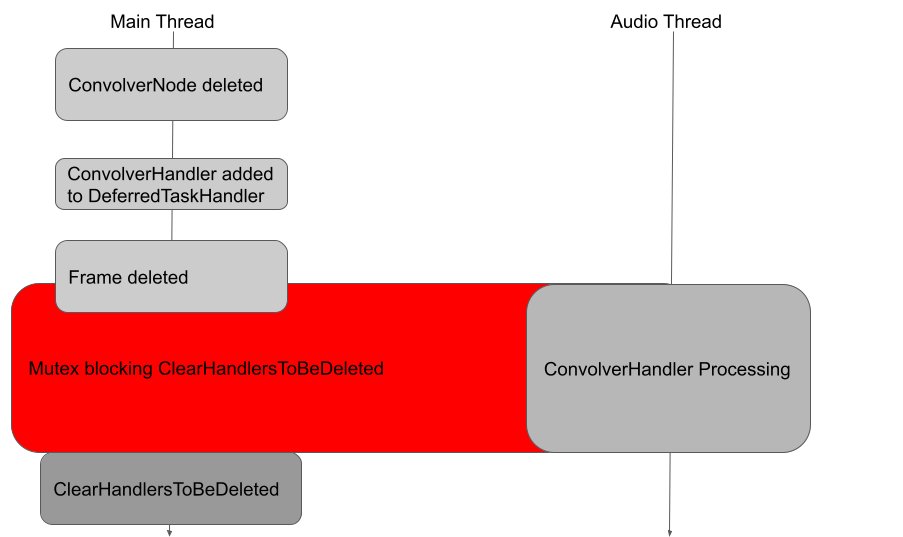 Main Thread
Audio Thread
ConvolverNode deleted
ConvolverHandler added
to DeferredTaskHandler
Frame deleted
Mutex blocking ClearHandlersToBeDeleted
ConvolverHandler Processing
ClearHandlersToBeDeleted